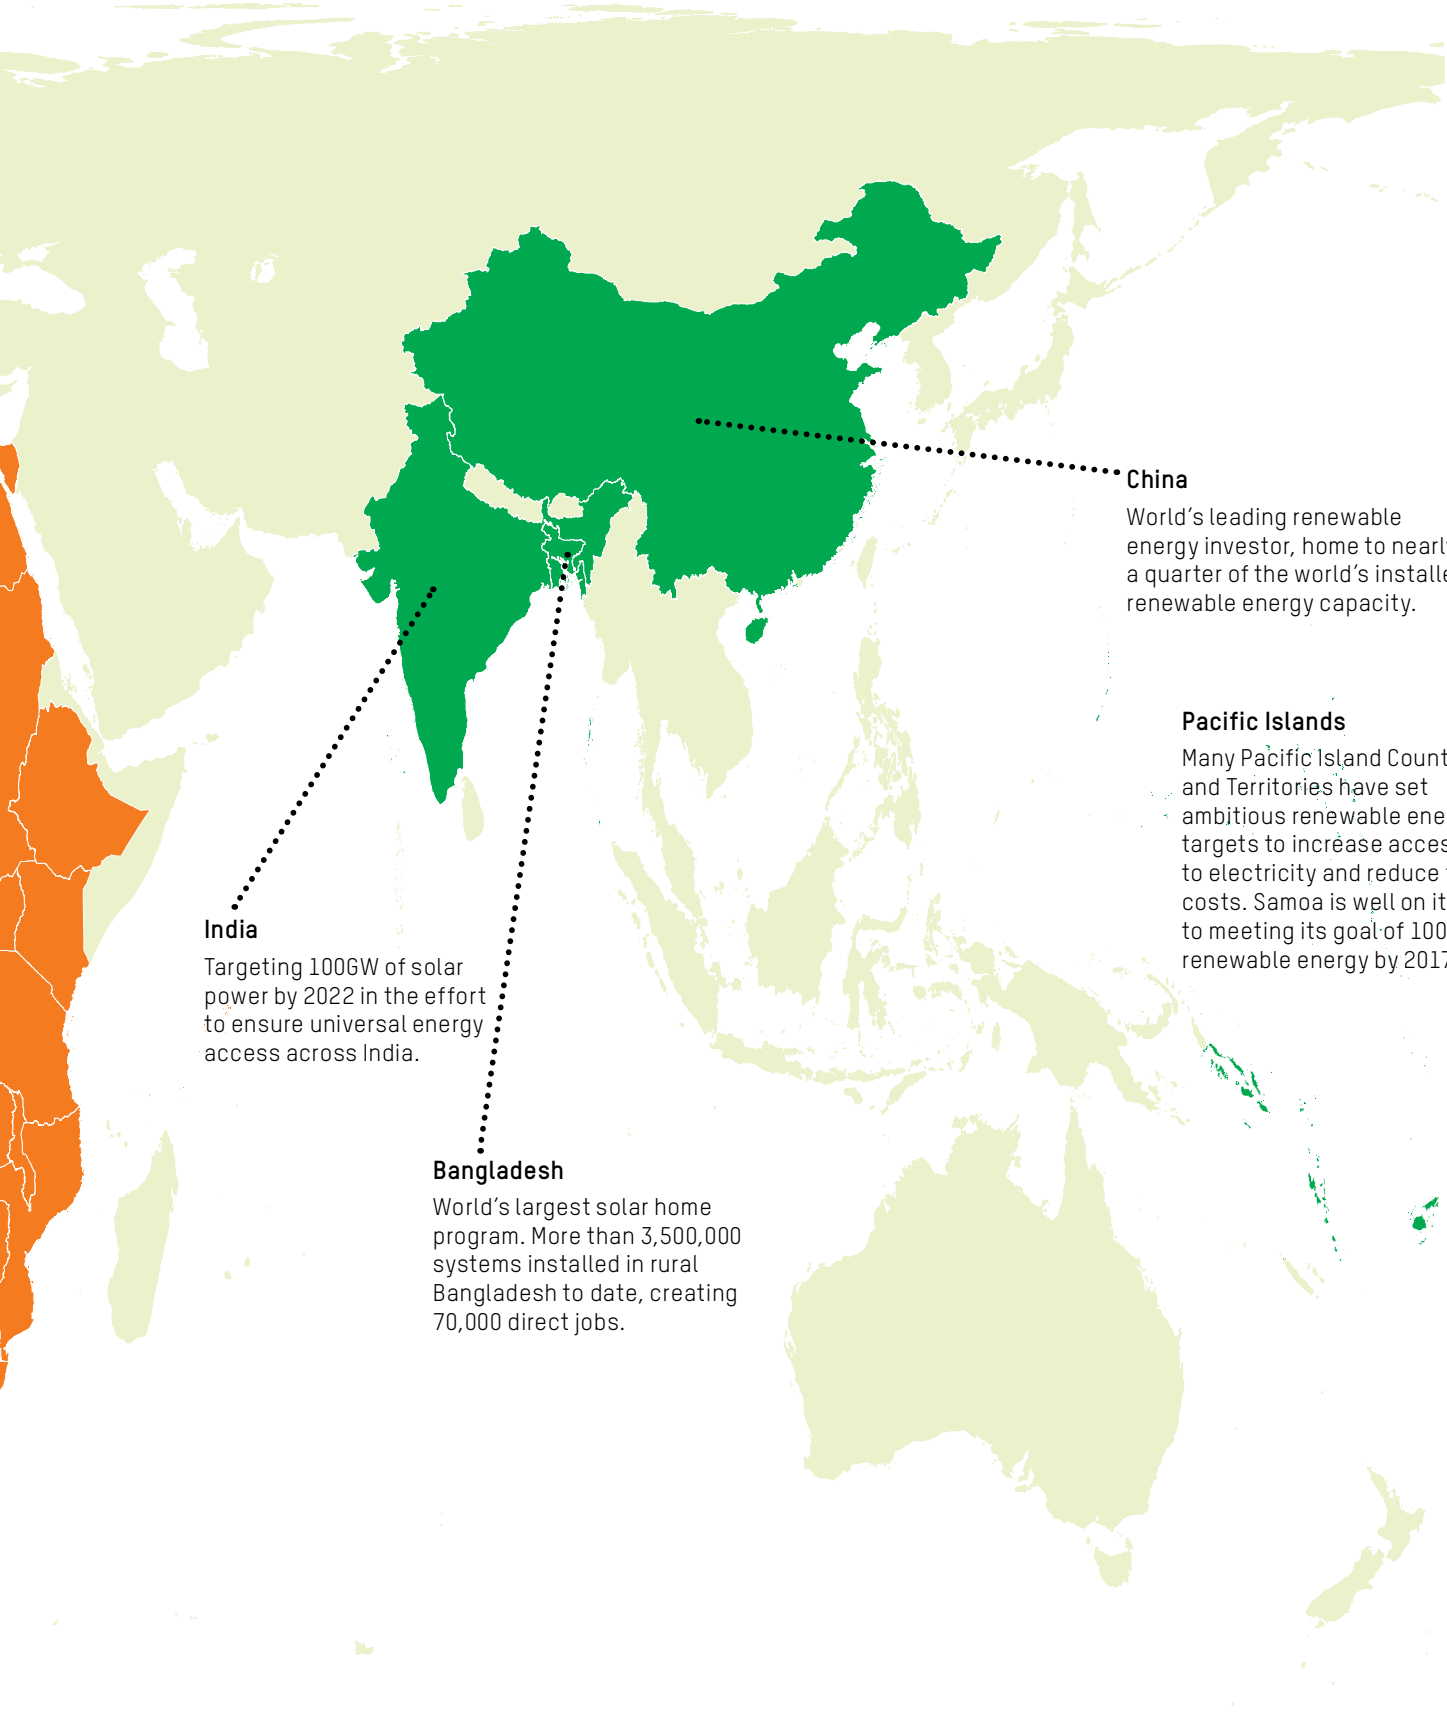 China
World's leading renewable
energy investor, home to nearl
a quarter of the world's installe
renewable energy capacity.
Pacific Islands
Many Pacific Island Count
and Territories have set
ambitious renewable ene
targets to increase acces
to electricity and reduce
costs. Samoa is well on it
to meeting its goal of 100
renewable energy by 2017
India
Targeting 100GW of solar
power by 2022 in the effort
to ensure universal energy
access across India.
Bangladesh
World's largest solar home
program. More than 3,500,000
systems installed in rural
Bangladesh to date, creating
70,000 direct jobs.